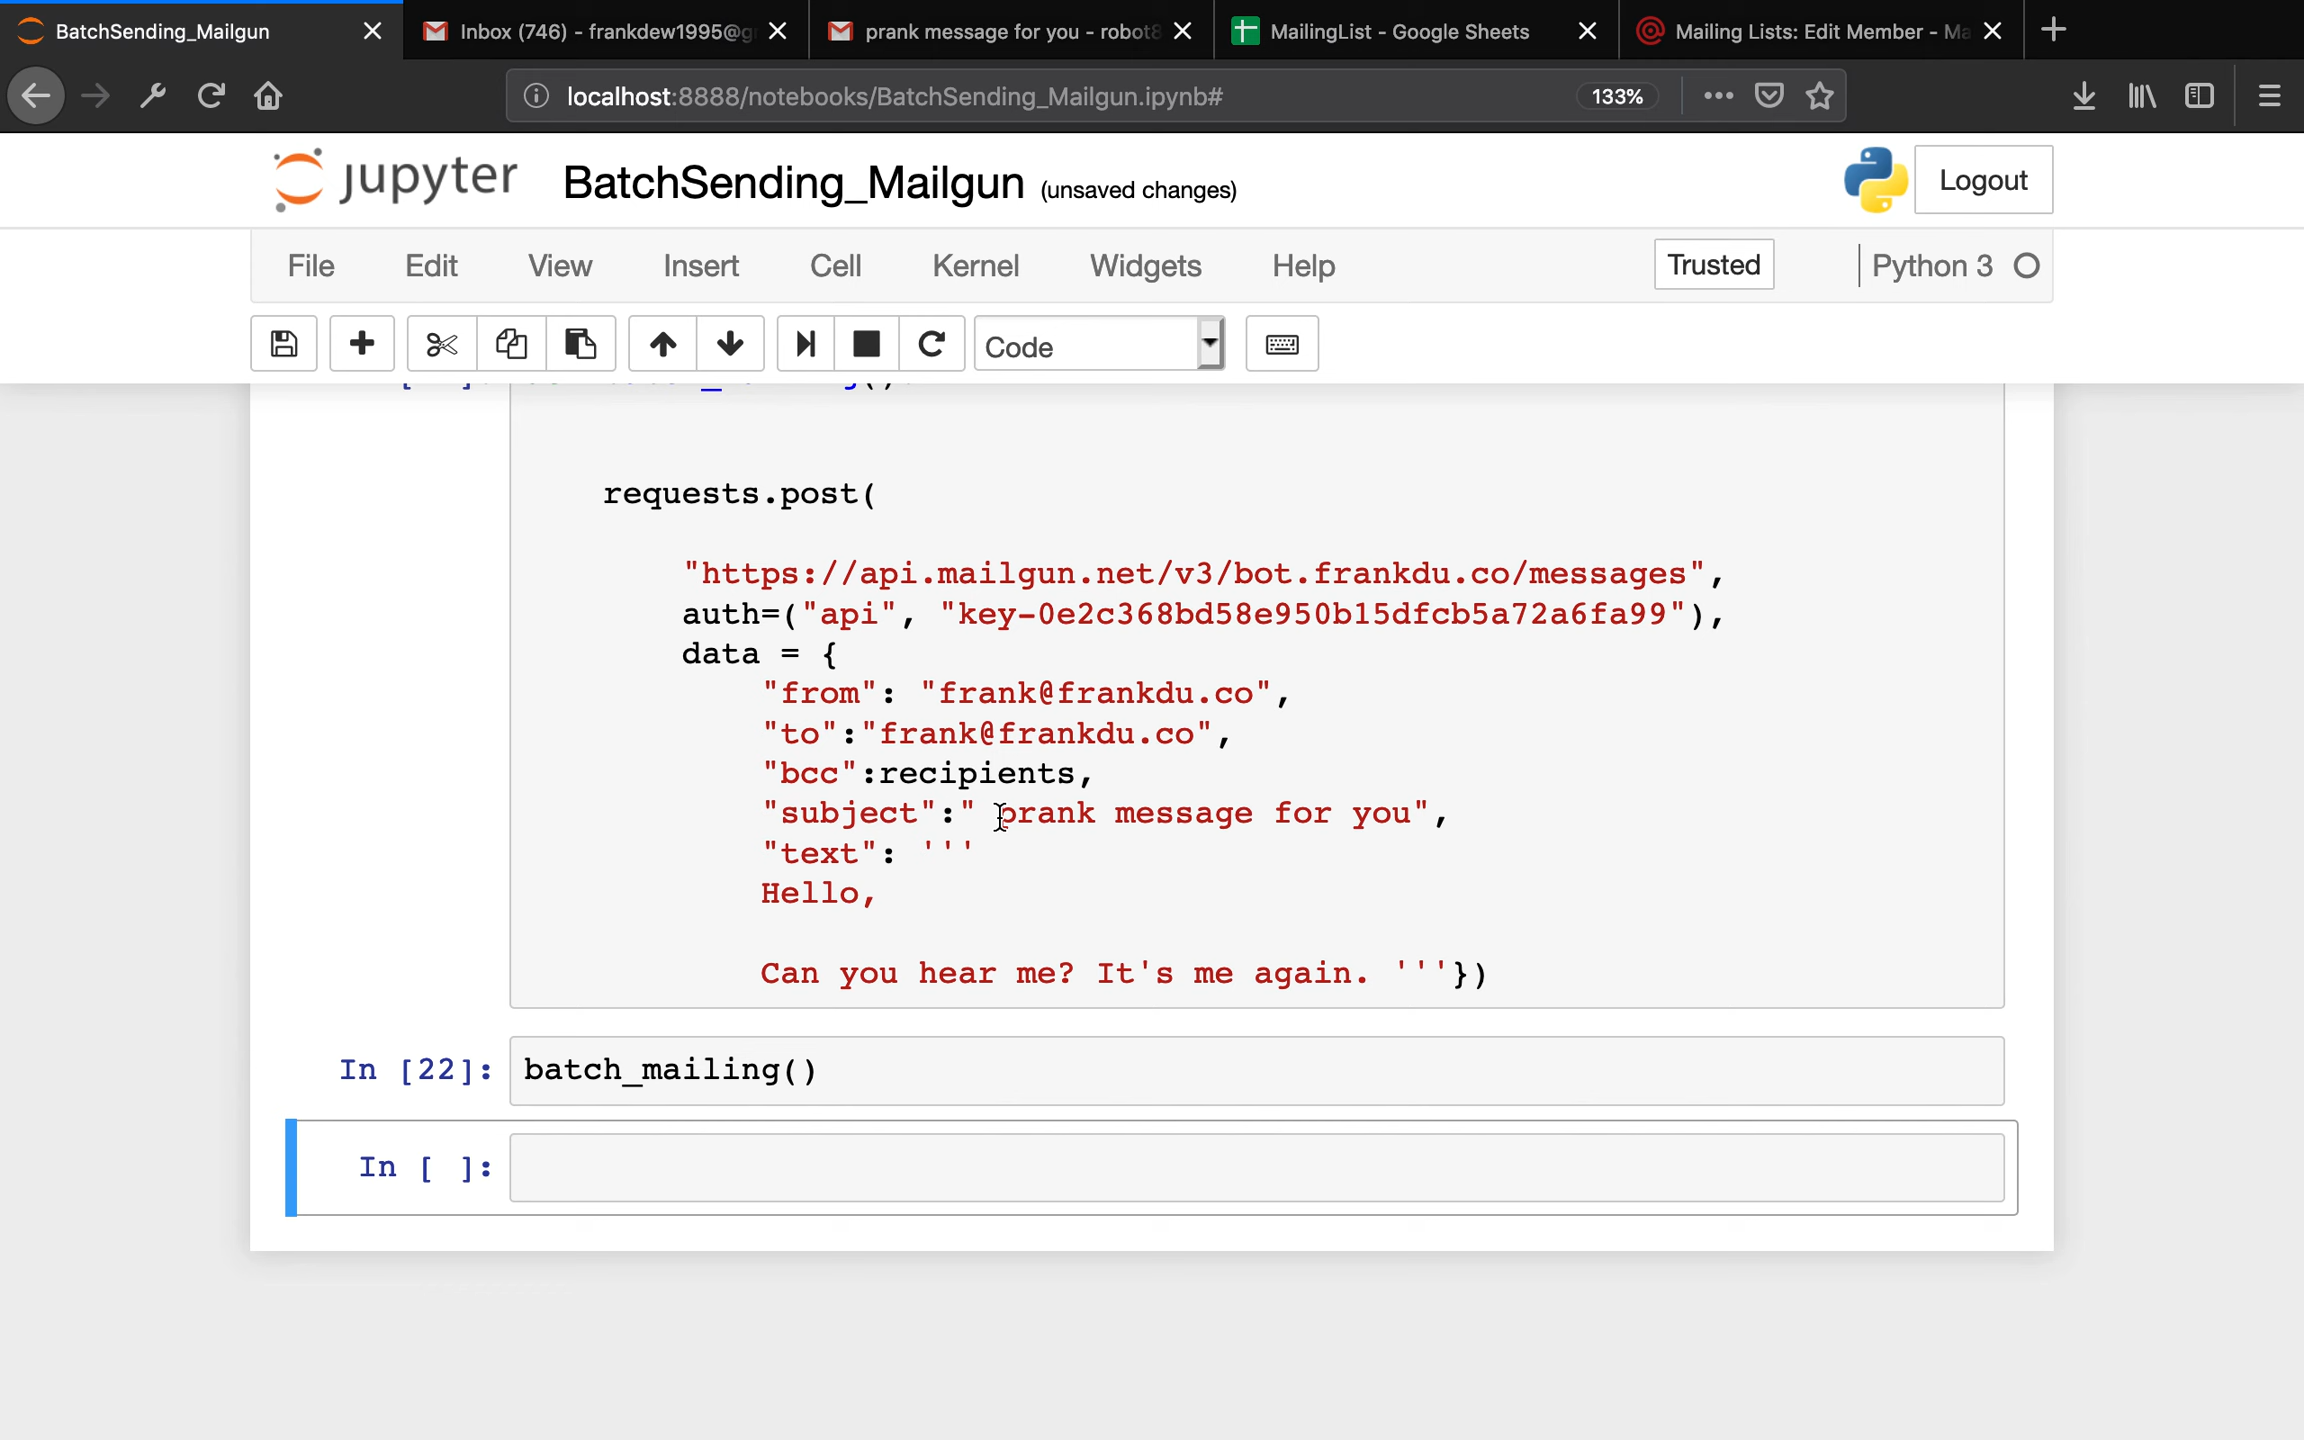 BatchSending_Mailgun
Inbox (746) - frankdew1995@g
prank message for you - robot8
MailingList - Google Sheets
Mailing Lists: Edit Member - Ma
localhost:8888/notebooks/BatchSending_Mailgun.ipynb#
133%
jupyter
BatchSending_Mailgun (unsaved changes)
Logout
File Edit View Insert Cell Kernel Widgets Help
Trusted
Python 3
Code
requests.post(
"https://api.mailgun.net/v3/bot.frankdu.co/messages",
auth=("api", "key-0e2c368bd58e950b15dfcb5a72a6fa99"),
data = {
"from": "frank@frankdu.co",
"to":"frank@frankdu.co",
"bcc":recipients,
"subject":" prank message for you",
"text": '''
Hello,
Can you hear me? It's me again. '''})
In [22]: batch_mailing()
In [ ]: